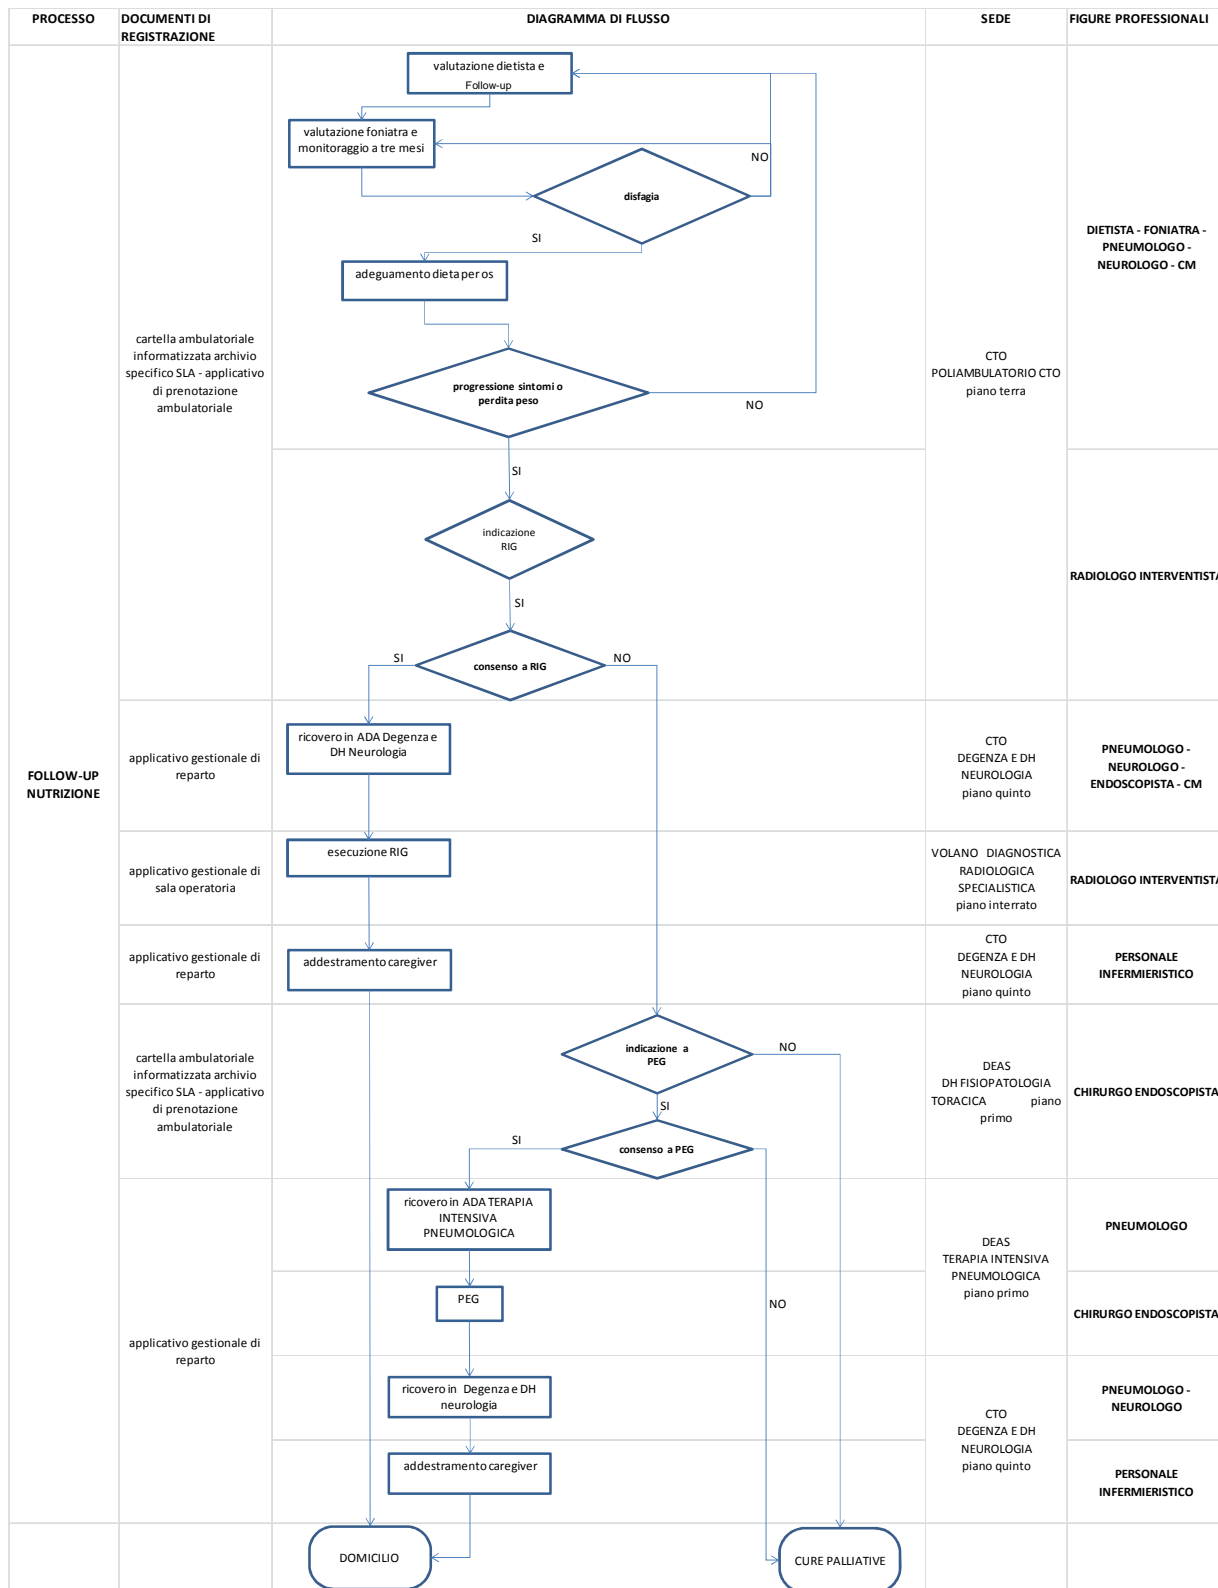 PROCESSO
DOCUMENTI DI
REGISTRAZIONE
DIAGRAMMA DI FLUSSO
SEDE
FIGURE PROFESSIONALI
FOLLOW-UP
NUTRIZIONE
cartella ambulatoriale
informatizzata archivio
specifico SLA - applicativo
di prenotazione
ambulatoriale
valutazione dietista e
Follow-up
valutazione foniatra e
monitoraggio a tre mesi
NO
disfagia
SI
adeguamento dieta per os
progressione sintomi o
perdita peso
NO
CTO
POLIAMBULATORIO CTO
piano terra
DIETISTA - FONIATRA -
PNEUMOLOGO -
NEUROLOGO - CM
SI
indicazione
RIG
SI
consenso a RIG
SI
NO
RADIOLOGO INTERVENTISTA
applicativo gestionale di
reparto
ricovero in ADA Degenza e
DH Neurologia
CTO
DEGENZA E DH
NEUROLOGIA
piano quinto
PNEUMOLOGO -
NEUROLOGO -
ENDOSCOPISTA - CM
applicativo gestionale di
sala operatoria
esecuzione RIG
VOLANO DIAGNOSTICA
RADIOLOGICA
SPECIALISTICA
piano interrato
RADIOLOGO INTERVENTISTA
applicativo gestionale di
reparto
addestramento caregiver
CTO
DEGENZA E DH
NEUROLOGIA
piano quinto
PERSONALE
INFERMIERISTICO
cartella ambulatoriale
informatizzata archivio
specifico SLA - applicativo
di prenotazione
ambulatoriale
indicazione a
PEG
NO
SI
consenso a PEG
SI
DEAS
DH FISIOPATOLOGIA
TORACICA piano
primo
CHIRURGO ENDOSCOPISTA
applicativo gestionale di
reparto
ricovero in ADA TERAPIA
INTENSIVA
PNEUMOLOGICA
PEG
NO
DEAS
TERAPIA INTENSIVA
PNEUMOLOGICA
piano primo
PNEUMOLOGO
CHIRURGO ENDOSCOPISTA
ricovero in Degenza e DH
neurologia
addestramento caregiver
CTO
DEGENZA E DH
NEUROLOGIA
piano quinto
PNEUMOLOGO -
NEUROLOGO
PERSONALE
INFERMIERISTICO
DOMICILIO
CURE PALLIATIVE